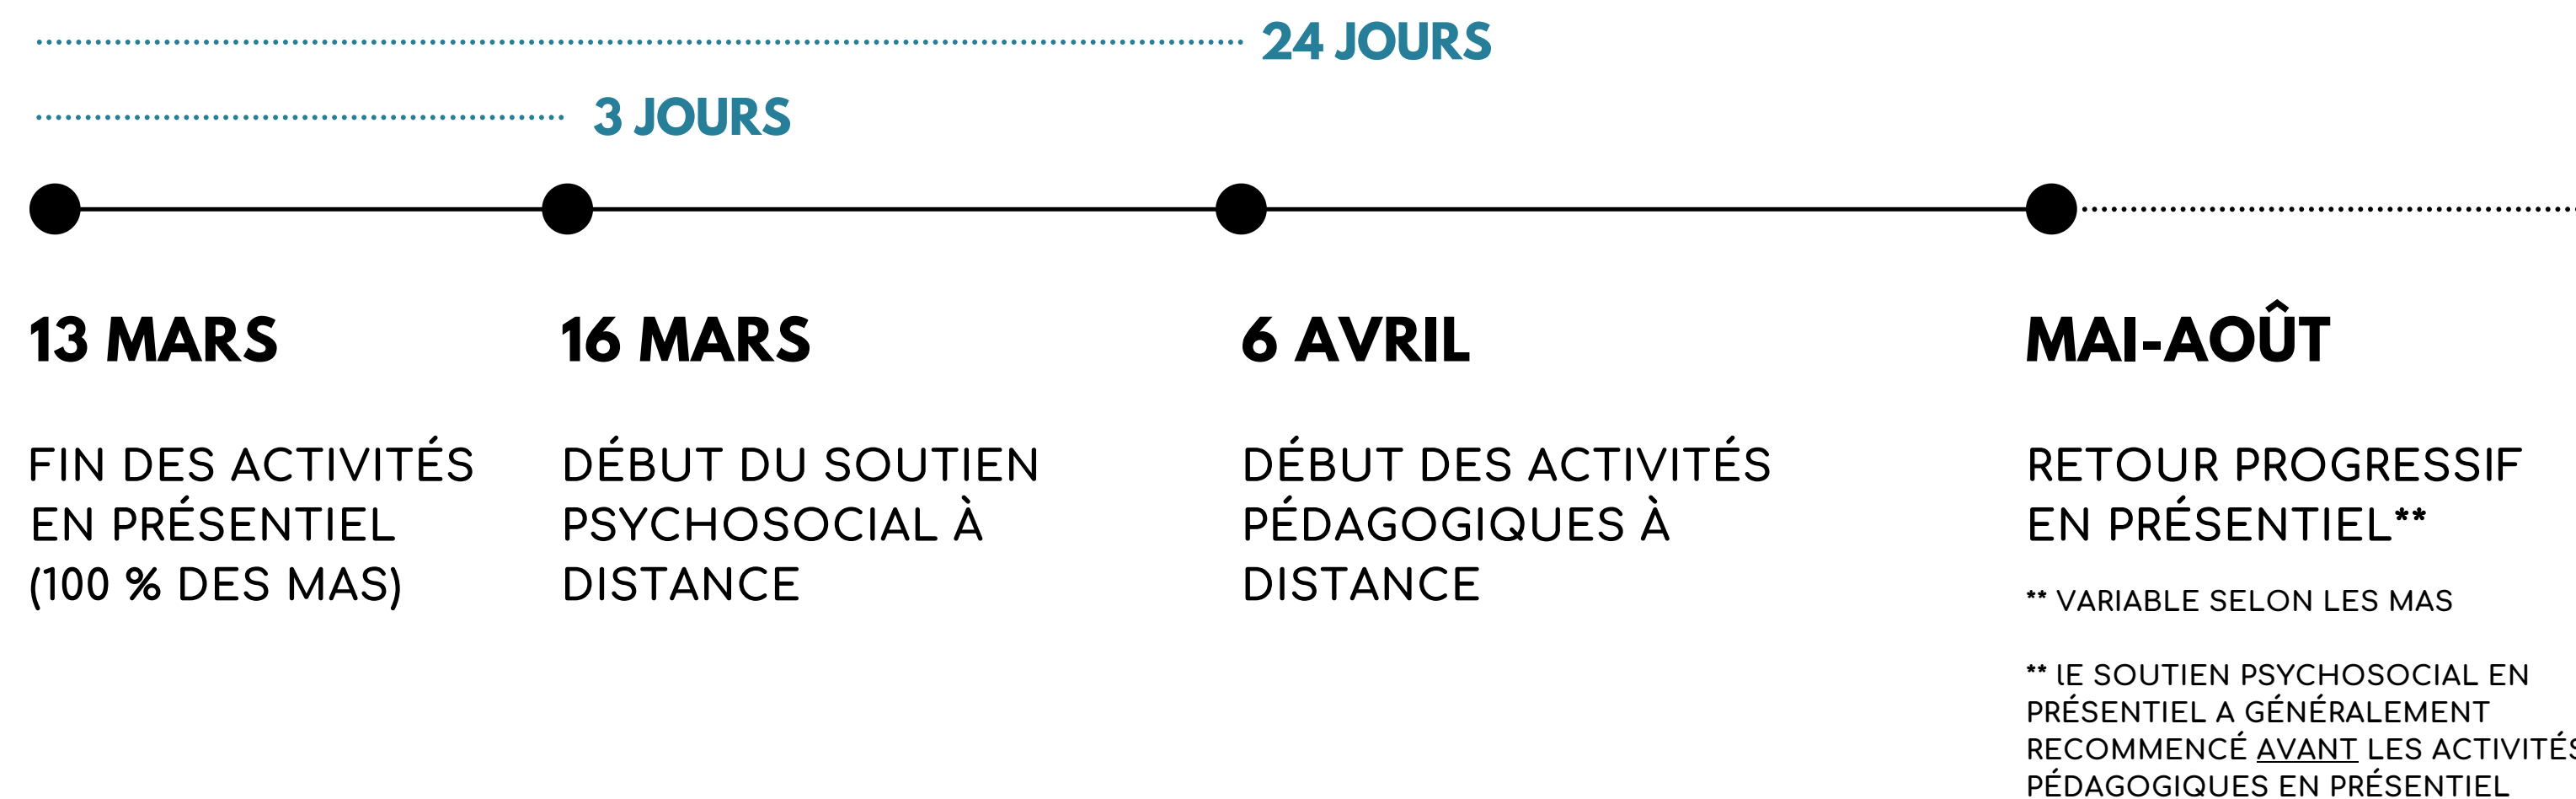 24 JOURS
3 JOURS
13 MARS
FIN DES ACTIVITÉS
EN PRÉSENTIEL
(100 % DES MAS)
16 MARS
DÉBUT DU SOUTIEN
PSYCHOSOCIAL À
DISTANCE
6 AVRIL
DÉBUT DES ACTIVITÉS
PÉDAGOGIQUES À
DISTANCE
MAI-AOÛT
RETOUR PROGRESSIF
EN PRÉSENTIEL**
** VARIABLE SELON LES MAS
** lE SOUTIEN PSYCHOSOCIAL EN
PRÉSENTIEL A GÉNÉRALEMENT
RECOMMENCÉ AVANT LES ACTIVITÉS
PÉDAGOGIQUES EN PRÉSENTIEL